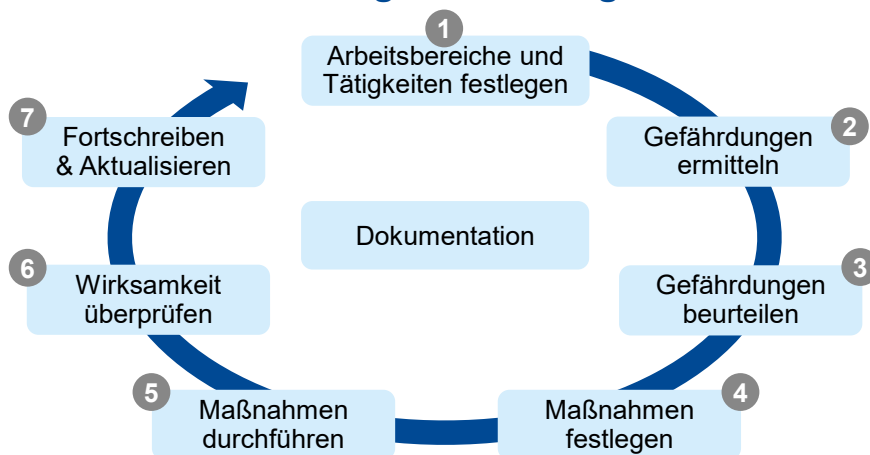 1
Arbeitsbereiche und
Tätigkeiten festlegen
2
Gefährdungen
ermitteln
3
Gefährdungen
beurteilen
4
Maßnahmen
festlegen
5
Maßnahmen
durchführen
6
Wirksamkeit
überprüfen
7
Fortschreiben
& Aktualisieren
Dokumentation